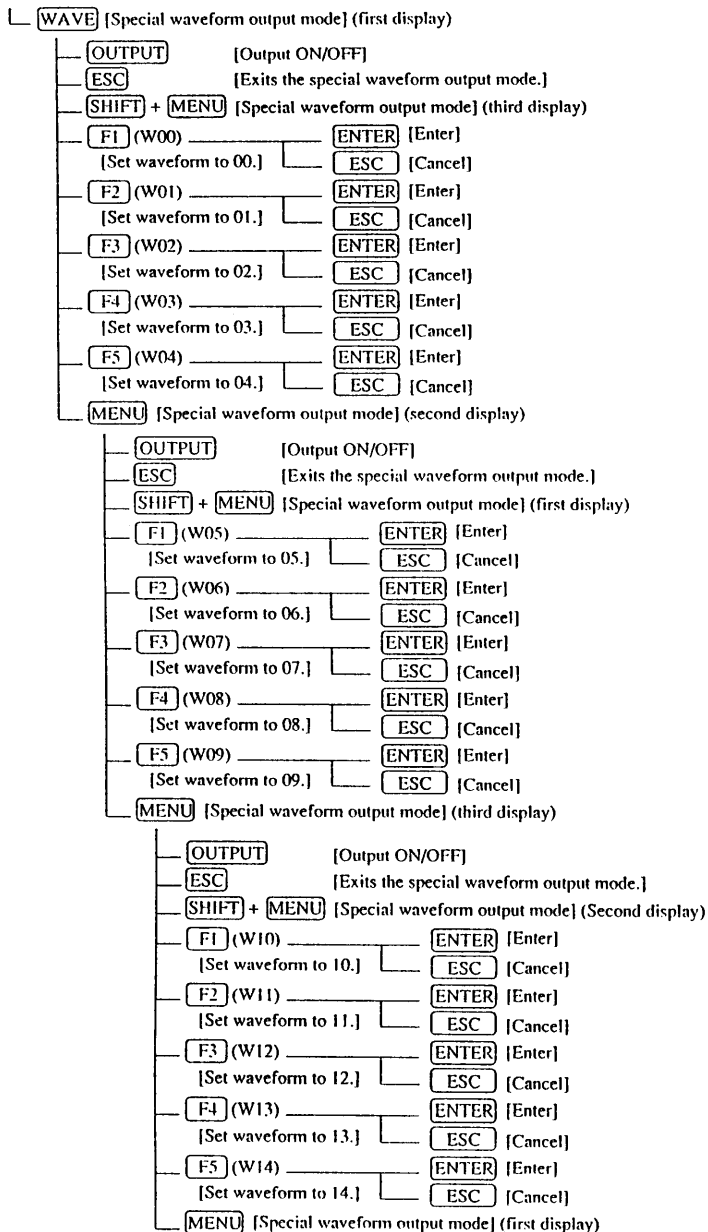 WAVE [Special waveform output mode] (first display)
OUTPUT [Output ON/OFF]
ESC [Exits the special waveform output mode.]
SHIFT + MENU [Special waveform output mode] (third display)
F1 (W00) ENTER [Enter]
[Set waveform to 00.] ESC [Cancel]
F2 (W01) ENTER [Enter]
[Set waveform to 01.] ESC [Cancel]
F3 (W02) ENTER [Enter]
[Set waveform to 02.] ESC [Cancel]
F4 (W03) ENTER [Enter]
[Set waveform to 03.] ESC [Cancel]
F5 (W04) ENTER [Enter]
[Set waveform to 04.] ESC [Cancel]
MENU [Special waveform output mode] (second display)
OUTPUT [Output ON/OFF]
ESC [Exits the special waveform output mode.]
SHIFT + MENU [Special waveform output mode] (first display)
F1 (W05) ENTER [Enter]
[Set waveform to 05.] ESC [Cancel]
F2 (W06) ENTER [Enter]
[Set waveform to 06.] ESC [Cancel]
F3 (W07) ENTER [Enter]
[Set waveform to 07.] ESC [Cancel]
F4 (W08) ENTER [Enter]
[Set waveform to 08.] ESC [Cancel]
F5 (W09) ENTER [Enter]
[Set waveform to 09.] ESC [Cancel]
MENU [Special waveform output mode] (third display)
OUTPUT [Output ON/OFF]
ESC [Exits the special waveform output mode.]
SHIFT + MENU [Special waveform output mode] (Second display)
F1 (W10) ENTER [Enter]
[Set waveform to 10.] ESC [Cancel]
F2 (W11) ENTER [Enter]
[Set waveform to 11.] ESC [Cancel]
F3 (W12) ENTER [Enter]
[Set waveform to 12.] ESC [Cancel]
F4 (W13) ENTER [Enter]
[Set waveform to 13.] ESC [Cancel]
F5 (W14) ENTER [Enter]
[Set waveform to 14.] ESC [Cancel]
MENU [Special waveform output mode] (first display)